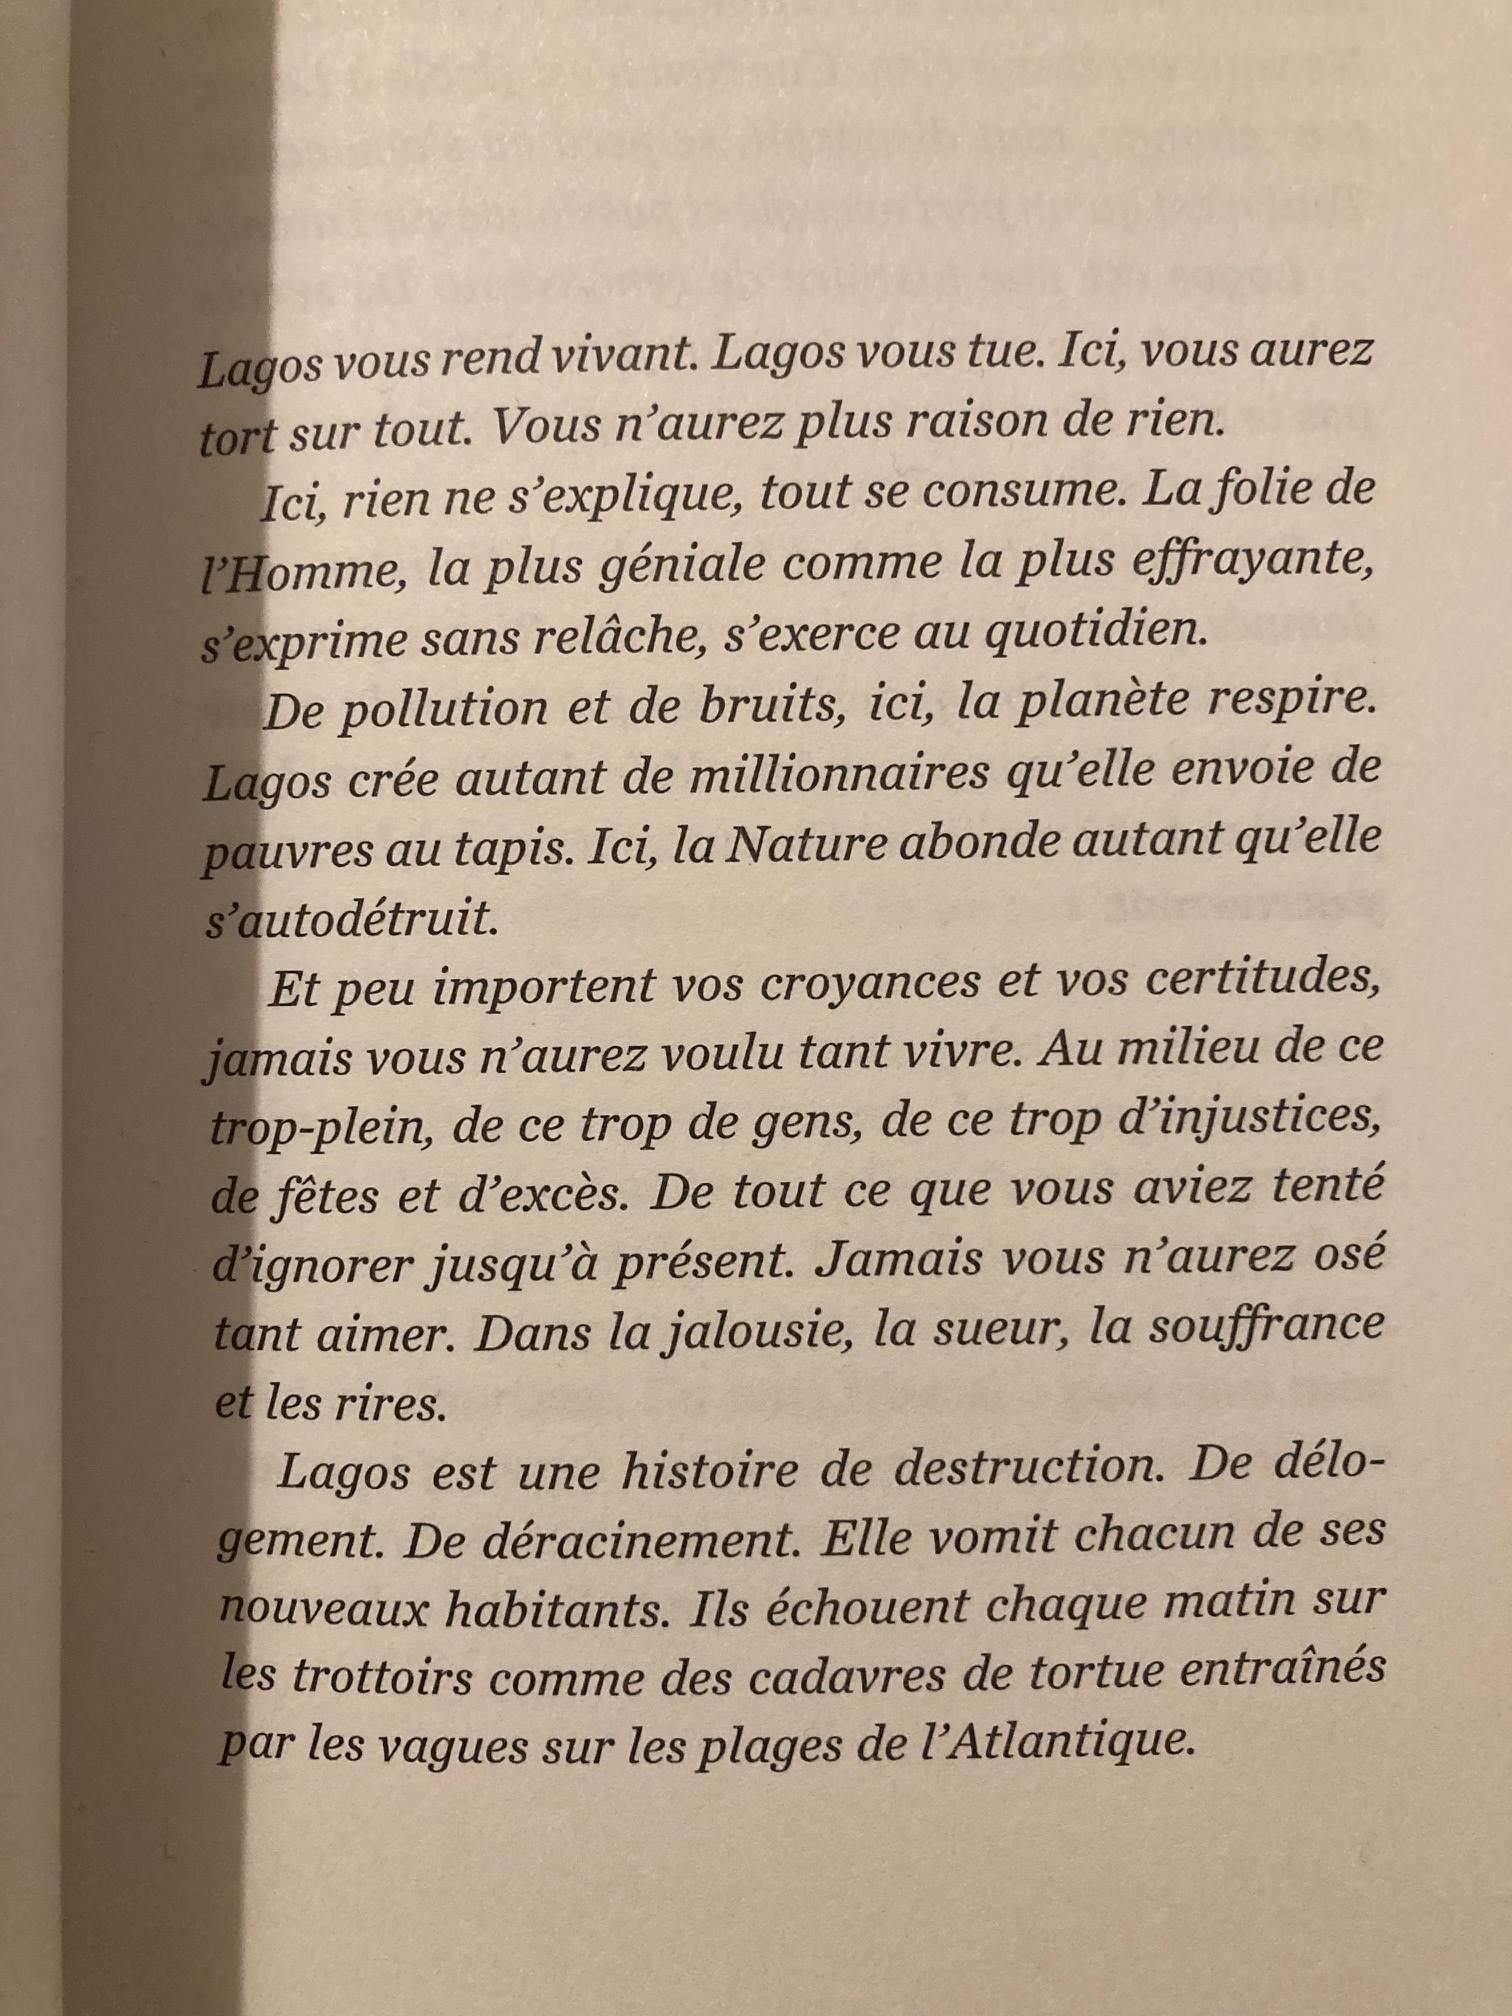 Lagos vous rend vivant. Lagos vous tue. Ici, vous aurez
tort sur tout. Vous n’aurez plus raison de rien.
Ici, rien ne s’explique, tout se consume. La folie de
l’Homme, la plus géniale comme la plus effrayante,
s’exprime sans relâche, s’exerce au quotidien.
De pollution et de bruits, ici, la planète respire.
Lagos crée autant de millionnaires qu’elle envoie de
pauvres au tapis. Ici, la Nature abonde autant qu’elle
s’autodétruit.
Et peu importent vos croyances et vos certitudes,
jamais vous n’aurez voulu tant vivre. Au milieu de ce
trop-plein, de ce trop de gens, de ce trop d’injustices,
de fêtes et d’excès. De tout ce que vous aviez tenté
d’ignorer jusqu’à présent. Jamais vous n’aurez osé
tant aimer. Dans la jalousie, la sueur, la souffrance
et les rires.
Lagos est une histoire de destruction. De délo-
gement. De déracinement. Elle vomit chacun de ses
nouveaux habitants. Ils échouent chaque matin sur
les trottoirs comme des cadavres de tortue entraînés
par les vagues sur les plages de l’Atlantique.